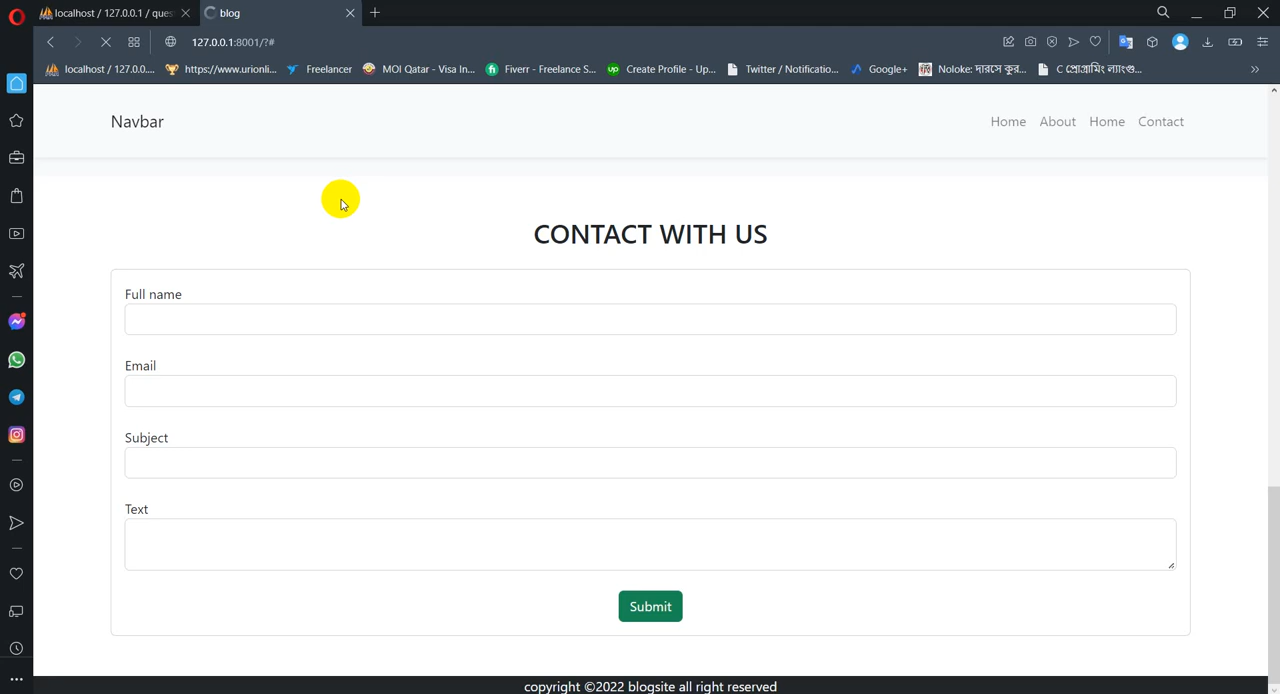 localhost / 127.0.0.1 / ques
blog
127.0.0.1:8001/?#
localhost / 127.0.0....
https://www.urionli...
Freelancer
MOI Qatar - Visa In...
Fiverr - Freelance S...
Create Profile - Up...
Twitter / Notificatio...
Google+
Noloke: দারসে কুর...
C প্রোগ্রামিং ল্যাংগু...
Navbar
Home About Home Contact
CONTACT WITH US
Full name
Email
Subject
Text
Submit
copyright ©2022 blogsite all right reserved